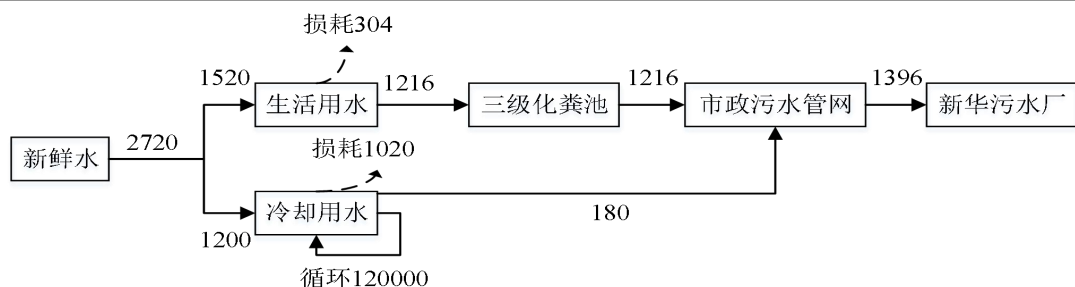 损耗304
1520
生活用水
1216
三级化粪池
1216
市政污水管网
1396
新华污水厂
新鲜水
2720
损耗1020
1200
冷却用水
180
循环120000